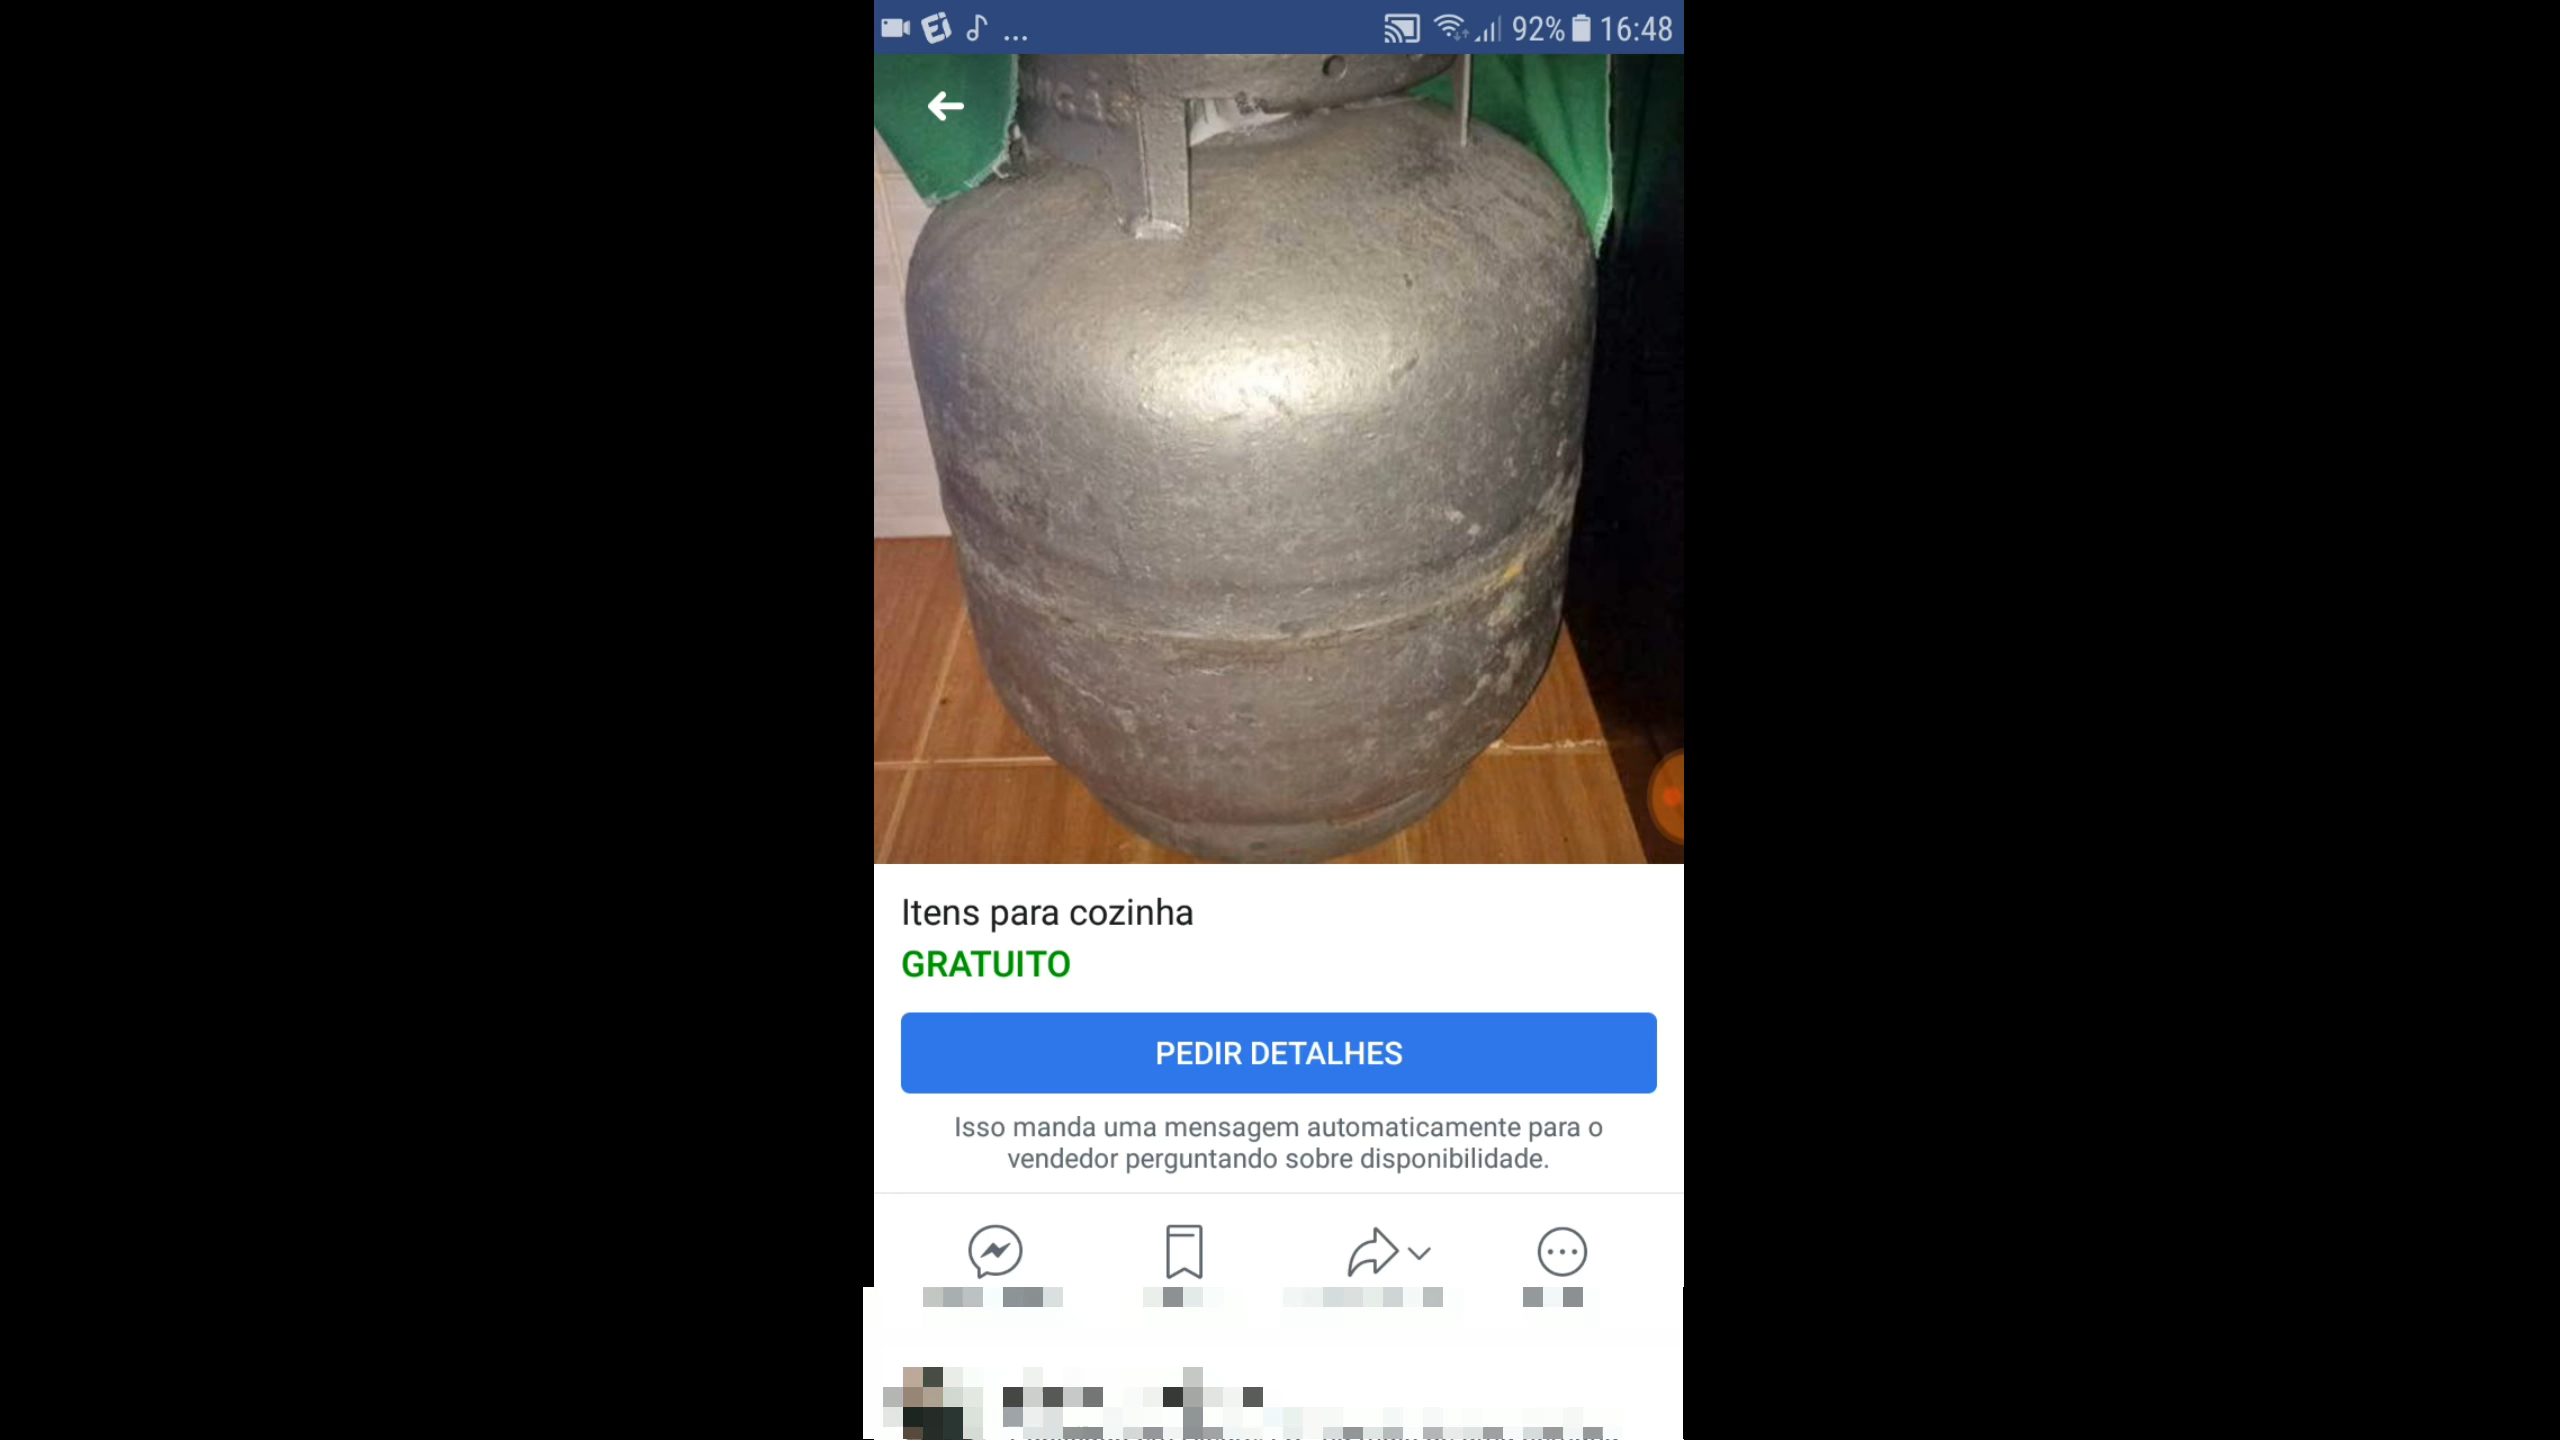 Ei
...
92%
16:48
Itens para cozinha
GRATUITO
PEDIR DETALHES
Isso manda uma mensagem automaticamente para o
vendedor perguntando sobre disponibilidade.